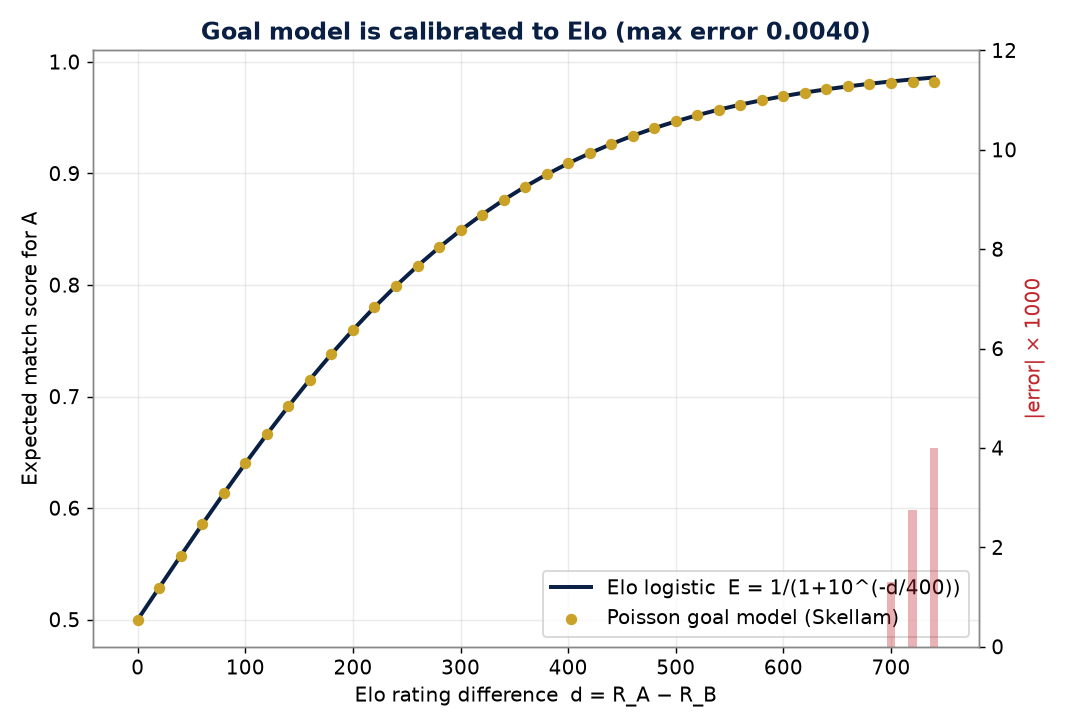 Goal model is calibrated to Elo (max error 0.0040)
1.0
0.9
0.8
0.7
0.6
0.5
Expected match score for A
12
10
8
6
4
2
0
|error| × 1000
Elo logistic  E = 1/(1+10^(-d/400))
Poisson goal model (Skellam)
0 100 200 300 400 500 600 700
Elo rating difference  d = R_A − R_B